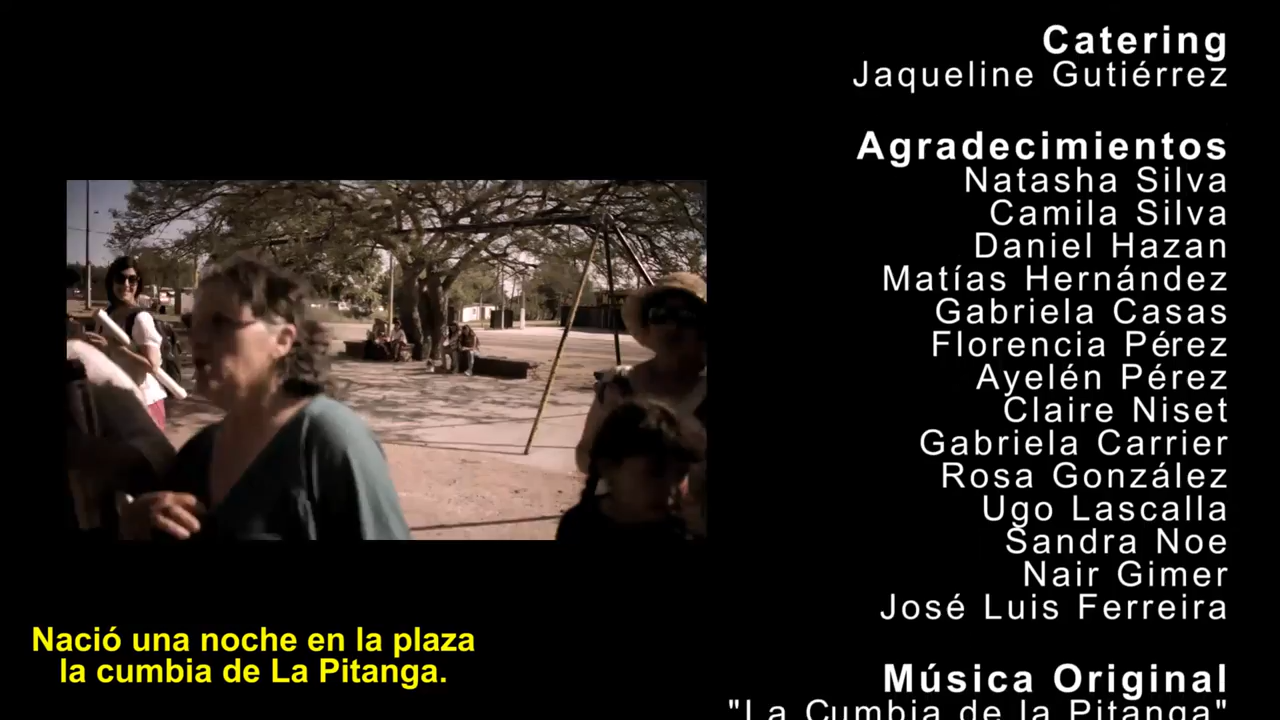 Catering
Jaqueline Gutiérrez
Agradecimientos
Natasha Silva
Camila Silva
Daniel Hazan
Matías Hernández
Gabriela Casas
Florencia Pérez
Ayelén Pérez
Claire Niset
Gabriela Carrier
Rosa González
Ugo Lascalla
Sandra Noe
Nair Gimer
José Luis Ferreira
Música Original
"La Cumbia de la Pitanga"
Nació una noche en la plaza
la cumbia de La Pitanga.